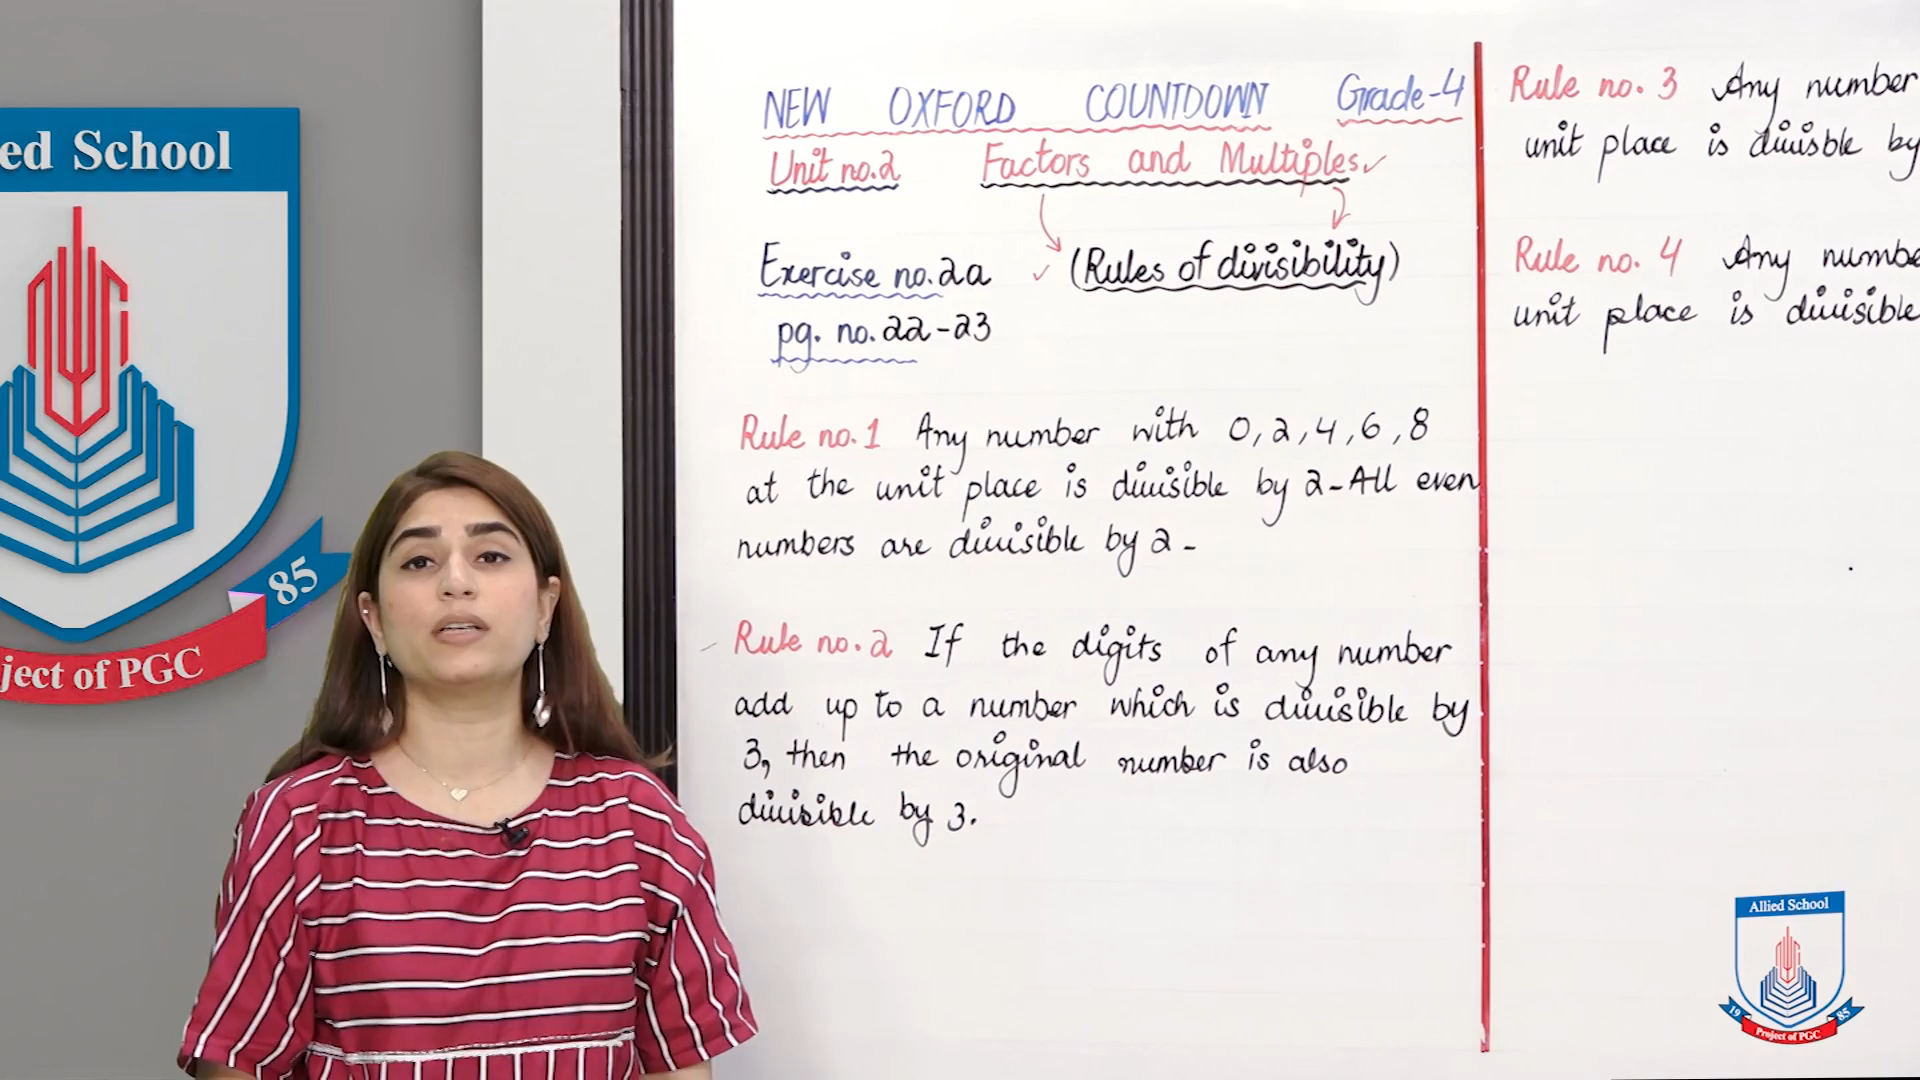 ed School
85
ject of PGC
NEW OXFORD COUNTDOWN Grade-4
Unit no.2 Factors and Multiples
Exercise no.2a (Rules of divisibility)
pg. no.22-23
Rule no.1 Any number with 0,2,4,6,8
at the unit place is divisible by 2-All even
numbers are divisible by 2-
Rule no.2 If the digits of any number
add up to a number which is divisible by
3, then the original number is also
divisible by 3.
Rule no.3 Any number
unit place is divisble by
Rule no.4 Any numbe
unit place is divisible
Allied School
19 85
Project of PGC